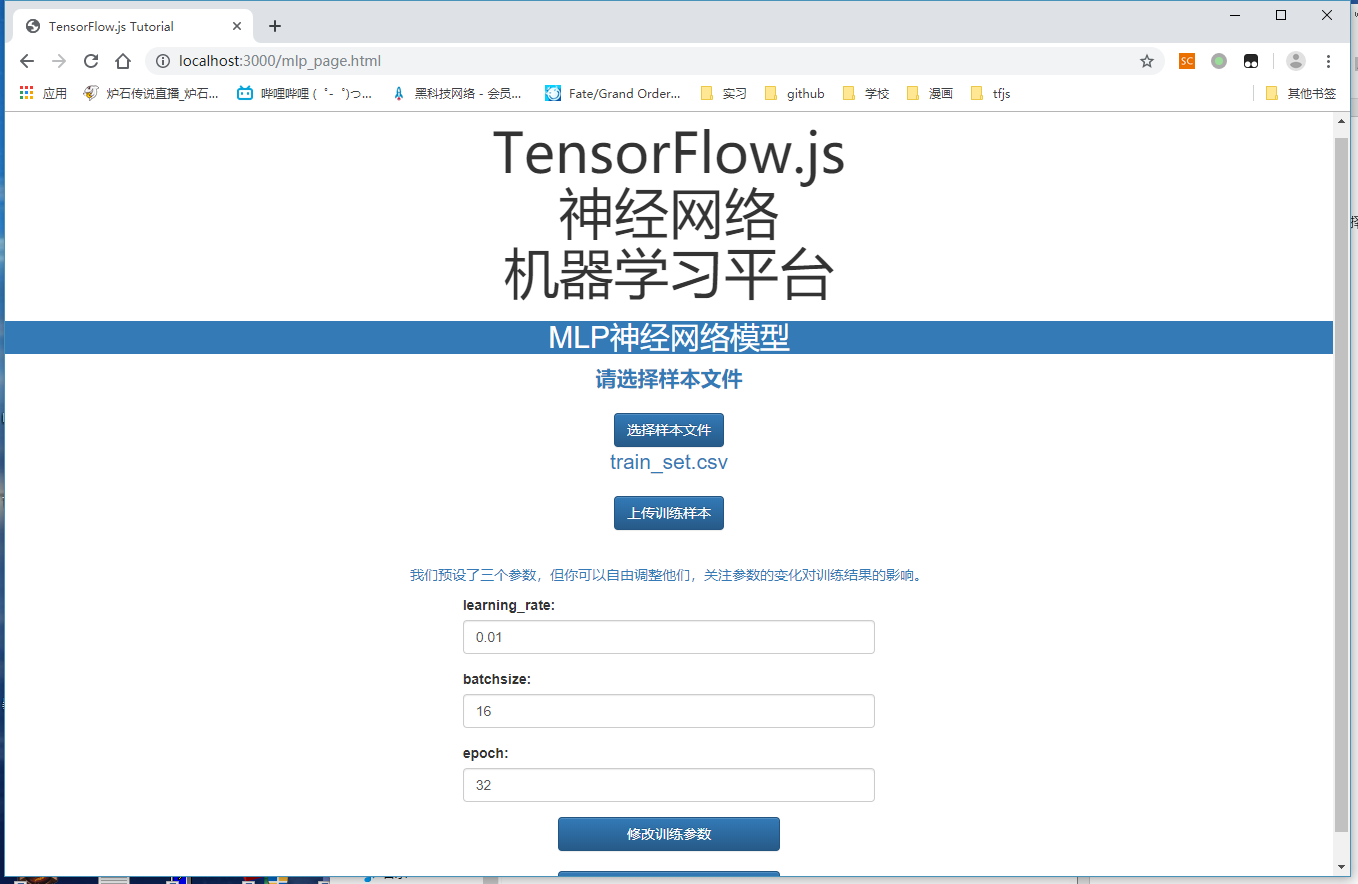 TensorFlow.js Tutorial
localhost:3000/mlp_page.html
SC
应用 炉石传说直播_炉石... 哔哩哔哩 ( ゜- ゜)つ... 黑科技网络 - 会员... Fate/Grand Order... 实习 github 学校 漫画 tfjs 其他书签
TensorFlow.js
神经网络
机器学习平台
MLP神经网络模型
请选择样本文件
选择样本文件
train_set.csv
上传训练样本
我们预设了三个参数，但你可以自由调整他们，关注参数的变化对训练结果的影响。
learning_rate:
0.01
batchsize:
16
epoch:
32
修改训练参数